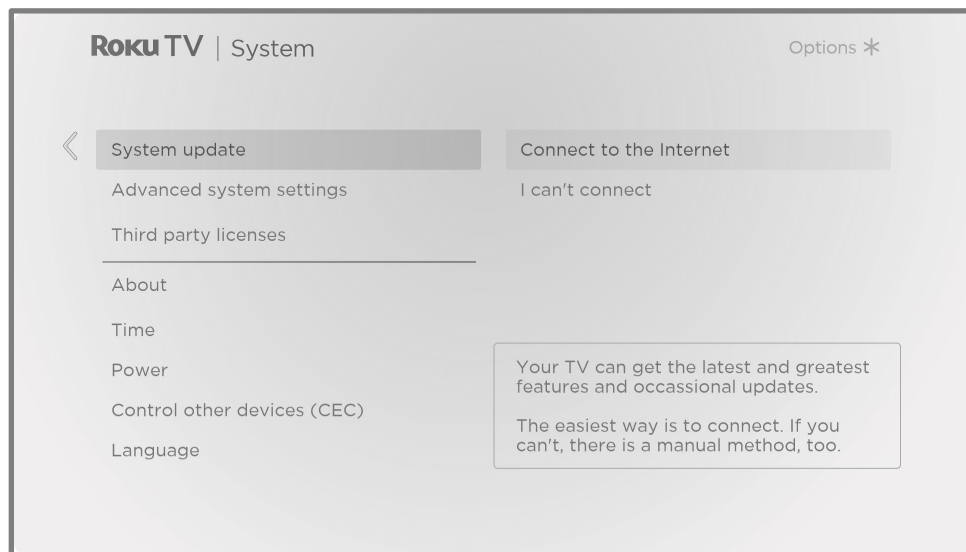 Roku TV | System
Options *
System update
Advanced system settings
Third party licenses
About
Time
Power
Control other devices (CEC)
Language
Connect to the Internet
I can't connect
Your TV can get the latest and greatest
features and occassional updates.
The easiest way is to connect. If you
can't, there is a manual method, too.